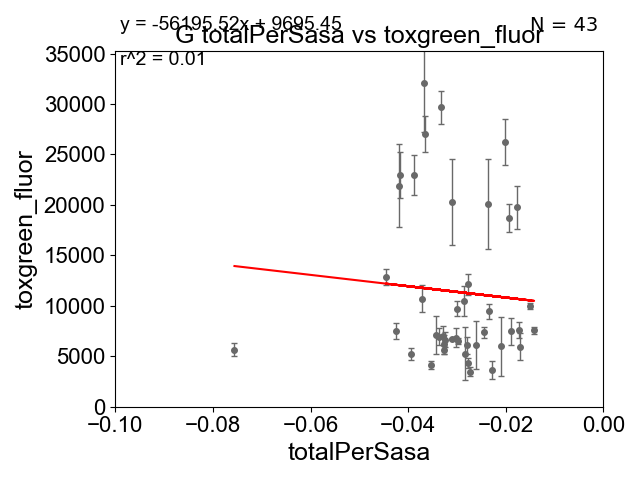 y = -56195.52x + 9695.45
N = 43
G totalPerSasa vs toxgreen_fluor
r^2 = 0.01
35000
30000
25000
20000
15000
10000
5000
0
toxgreen_fluor
−0.10 −0.08 −0.06 −0.04 −0.02 0.00
totalPerSasa